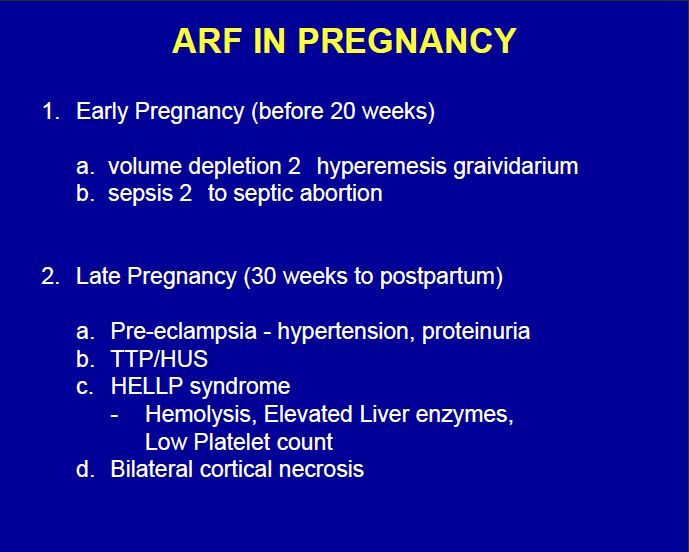 ARF IN PREGNANCY
1. Early Pregnancy (before 20 weeks)
a. volume depletion 2 hyperemesis graividarium
b. sepsis 2 to septic abortion
2. Late Pregnancy (30 weeks to postpartum)
a. Pre-eclampsia - hypertension, proteinuria
b. TTP/HUS
c. HELLP syndrome
- Hemolysis, Elevated Liver enzymes,
Low Platelet count
d. Bilateral cortical necrosis